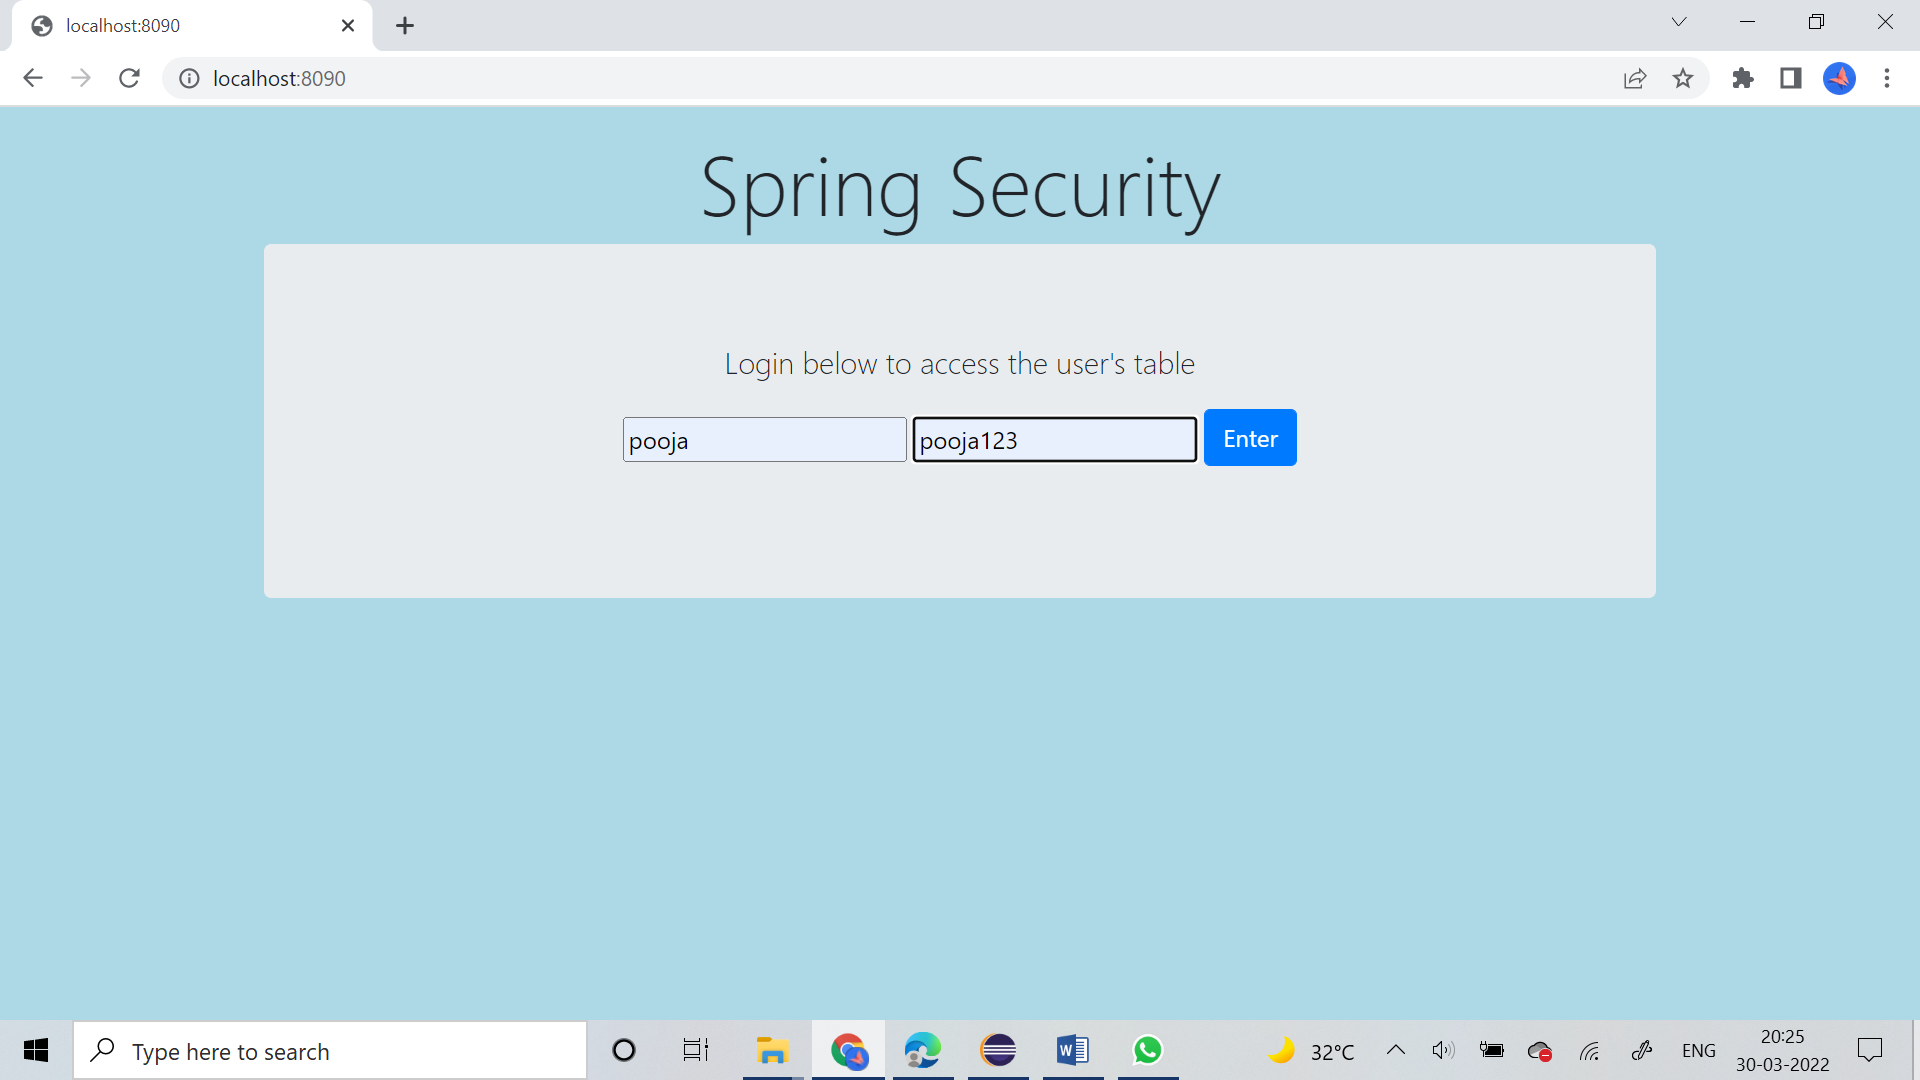 localhost:8090
localhost:8090
Spring Security
Login below to access the user's table
pooja pooja123 Enter
Type here to search
W
32°C
ENG
20:25
30-03-2022